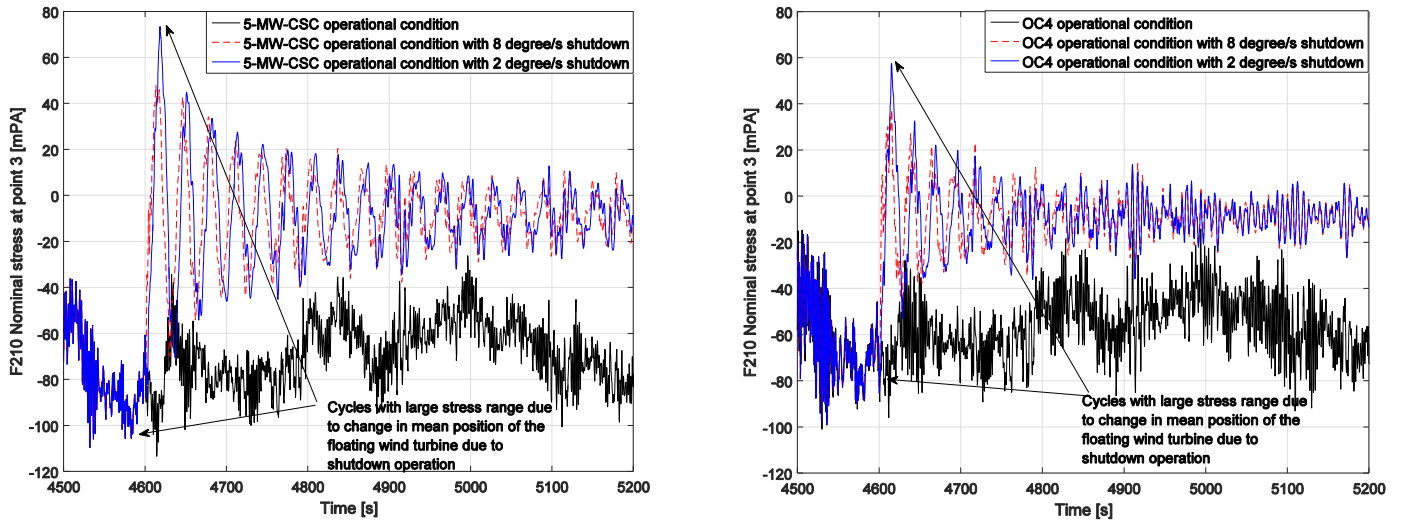 80
60
40
20
0
-20
-40
-60
-80
-100
-120
F210 Nominal stress at point 3 [mPA]
5-MW-CSC operational condition
5-MW-CSC operational condition with 8 degree/s shutdown
5-MW-CSC operational condition with 2 degree/s shutdown
Cycles with large stress range due
to change in mean position of the
floating wind turbine due to
shutdown operation
4500
4600
4700
4800
4900
5000
5100
5200
Time [s]
80
60
40
20
0
-20
-40
-60
-80
-100
-120
F210 Nominal stress at point 3 [mPA]
OC4 operational condition
OC4 operational condition with 8 degree/s shutdown
OC4 operational condition with 2 degree/s shutdown
Cycles with large stress range due
to change in mean position of the
floating wind turbine due to
shutdown operation
4500
4600
4700
4800
4900
5000
5100
5200
Time [s]